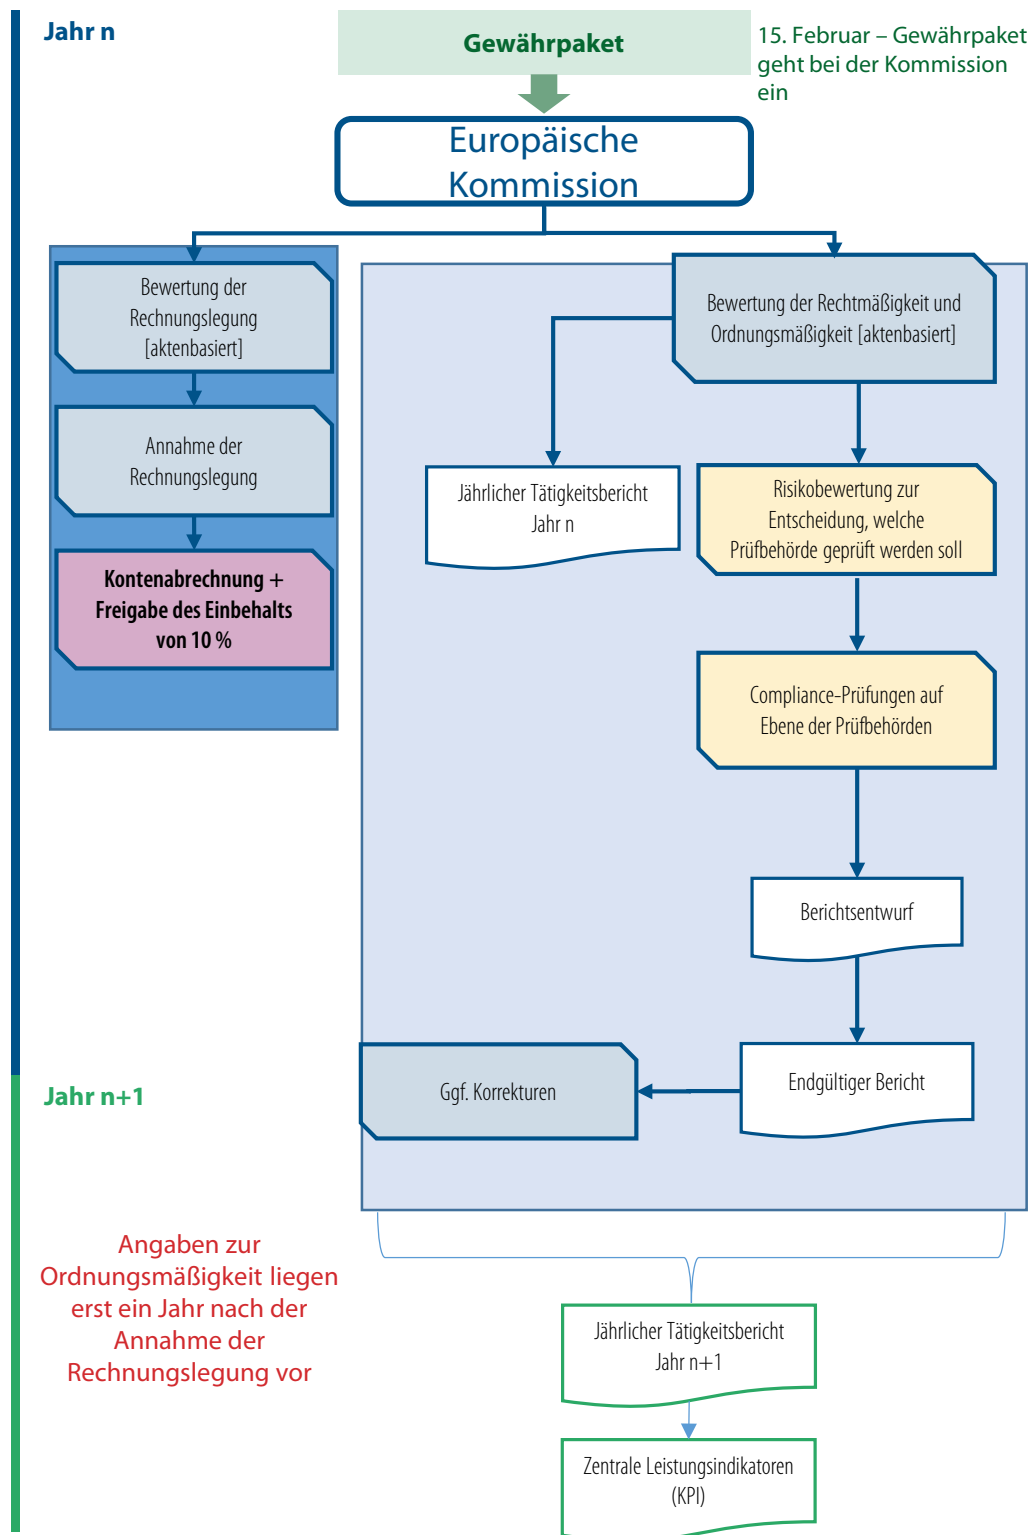 Jahr n
Gewährpaket
15. Februar – Gewährpaket
geht bei der Kommission
ein
Europäische
Kommission
Bewertung der
Rechnungslegung
[aktenbasiert]
Bewertung der Rechtmäßigkeit und
Ordnungsmäßigkeit [aktenbasiert]
Annahme der
Rechnungslegung
Jährlicher Tätigkeitsbericht
Jahr n
Risikobewertung zur
Entscheidung, welche
Prüfbehörde geprüft werden soll
Kontenabrechnung +
Freigabe des Einbehalts
von 10 %
Compliance-Prüfungen auf
Ebene der Prüfbehörden
Berichtsentwurf
Jahr n+1
Ggf. Korrekturen
Endgültiger Bericht
Angaben zur
Ordnungsmäßigkeit liegen
erst ein Jahr nach der
Annahme der
Rechnungslegung vor
Jährlicher Tätigkeitsbericht
Jahr n+1
Zentrale Leistungsindikatoren
(KPI)